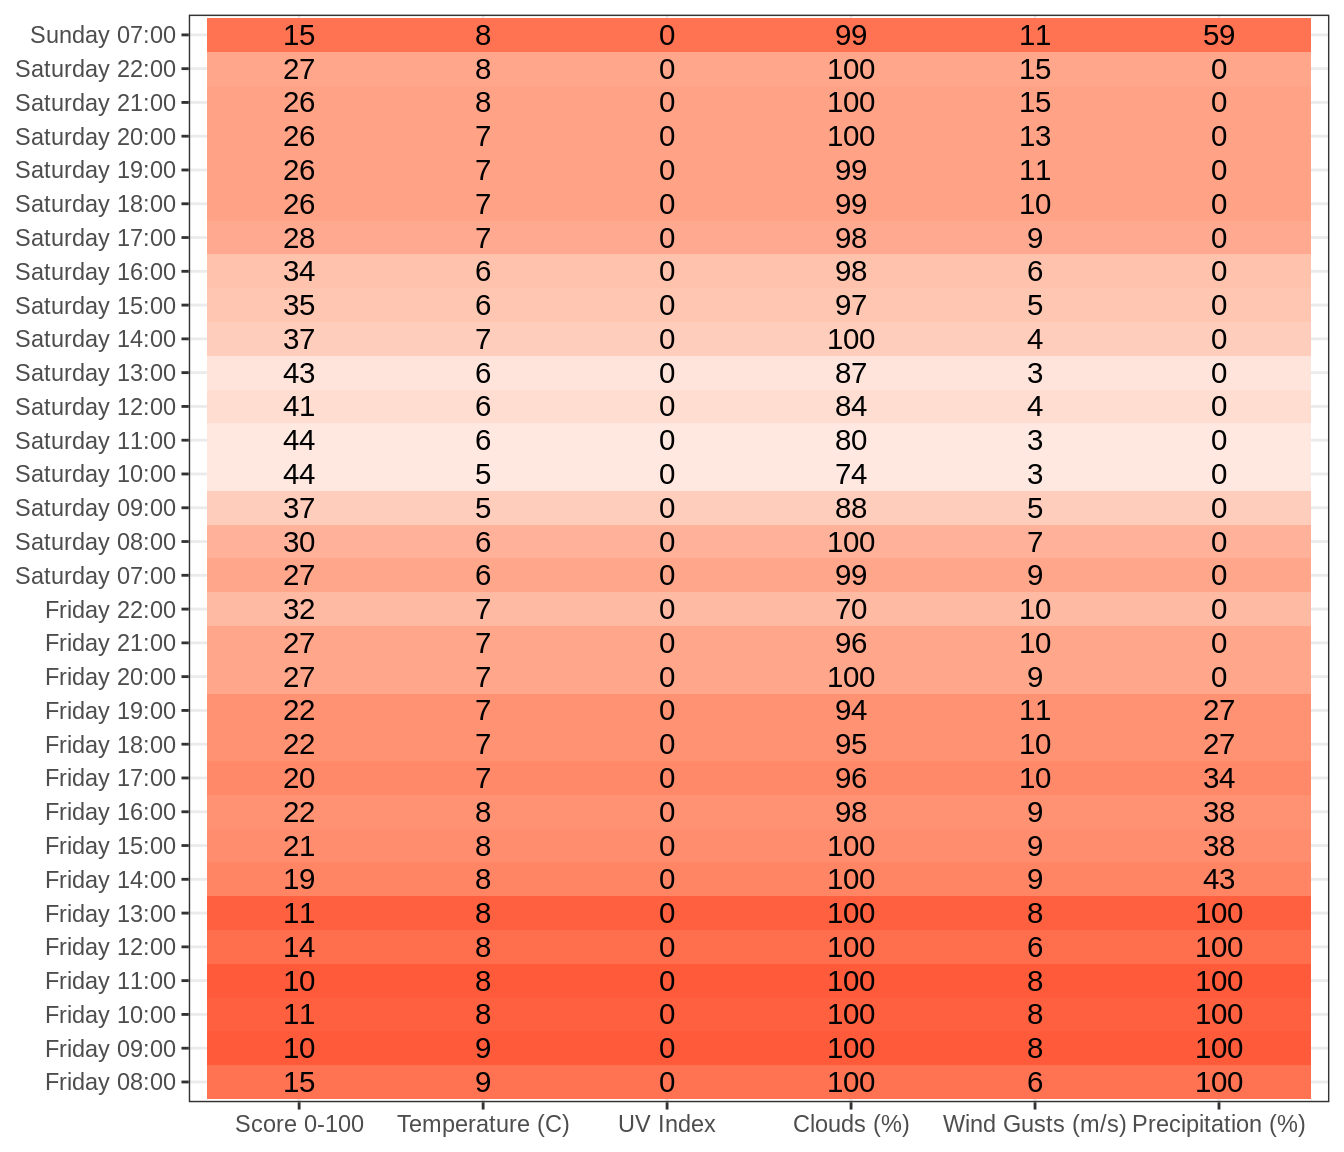 Sunday 07:00 15 8 0 99 11 59
Saturday 22:00 27 8 0 100 15 0
Saturday 21:00 26 8 0 100 15 0
Saturday 20:00 26 7 0 100 13 0
Saturday 19:00 26 7 0 99 11 0
Saturday 18:00 26 7 0 99 10 0
Saturday 17:00 28 7 0 98 9 0
Saturday 16:00 34 6 0 98 6 0
Saturday 15:00 35 6 0 97 5 0
Saturday 14:00 37 7 0 100 4 0
Saturday 13:00 43 6 0 87 3 0
Saturday 12:00 41 6 0 84 4 0
Saturday 11:00 44 6 0 80 3 0
Saturday 10:00 44 5 0 74 3 0
Saturday 09:00 37 5 0 88 5 0
Saturday 08:00 30 6 0 100 7 0
Saturday 07:00 27 6 0 99 9 0
Friday 22:00 32 7 0 70 10 0
Friday 21:00 27 7 0 96 10 0
Friday 20:00 27 7 0 100 9 0
Friday 19:00 22 7 0 94 11 27
Friday 18:00 22 7 0 95 10 27
Friday 17:00 20 7 0 96 10 34
Friday 16:00 22 8 0 98 9 38
Friday 15:00 21 8 0 100 9 38
Friday 14:00 19 8 0 100 9 43
Friday 13:00 11 8 0 100 8 100
Friday 12:00 14 8 0 100 6 100
Friday 11:00 10 8 0 100 8 100
Friday 10:00 11 8 0 100 8 100
Friday 09:00 10 9 0 100 8 100
Friday 08:00 15 9 0 100 6 100
Score 0-100 Temperature (C) UV Index Clouds (%) Wind Gusts (m/s) Precipitation (%)